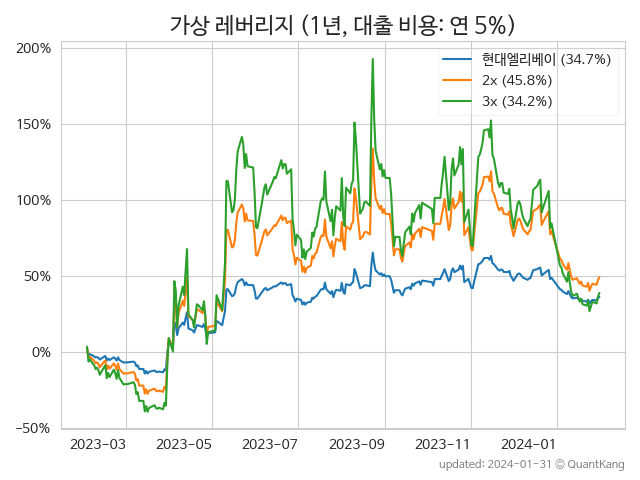 가상 레버리지 (1년, 대출 비용: 연 5%)
200%
150%
100%
50%
0%
−50%
현대엘리베이 (34.7%)
2x (45.8%)
3x (34.2%)
2023-03 2023-05 2023-07 2023-09 2023-11 2024-01
updated: 2024-01-31 © QuantKang